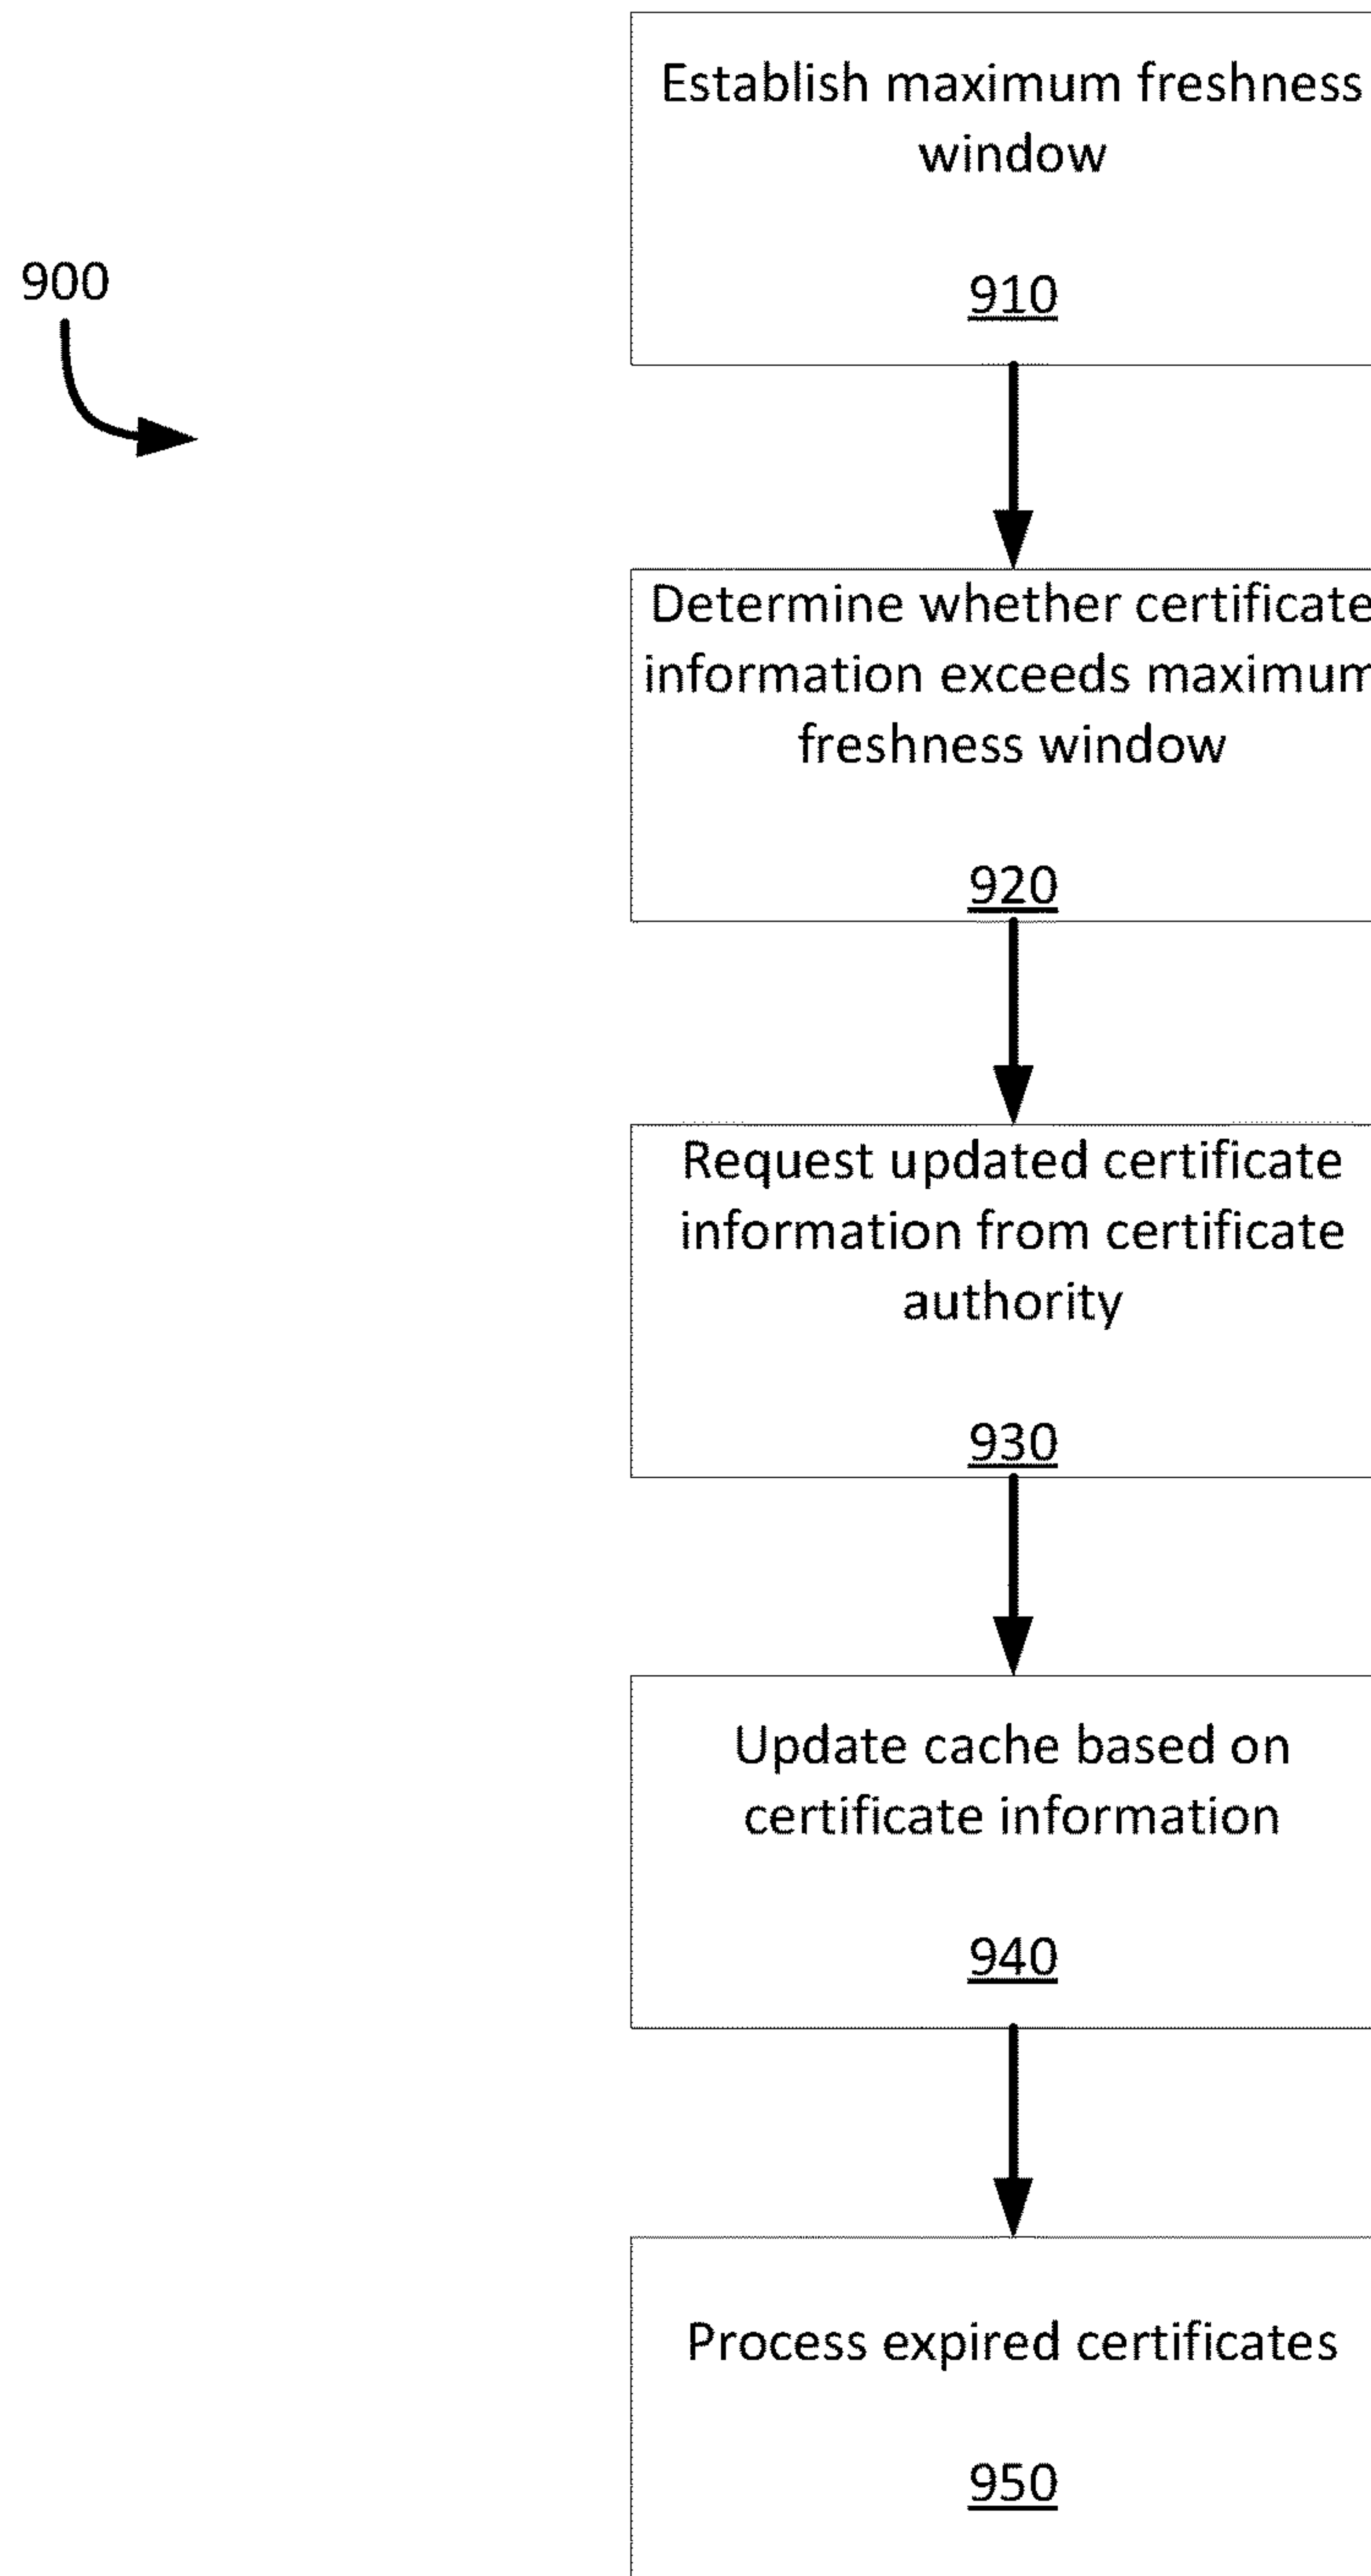 Establish maximum freshness
window
910
900
Determine whether certificate
information exceeds maximum
freshness window
920
Request updated certificate
information from certificate
authority
930
Update cache based on
certificate information
940
Process expired certificates
950